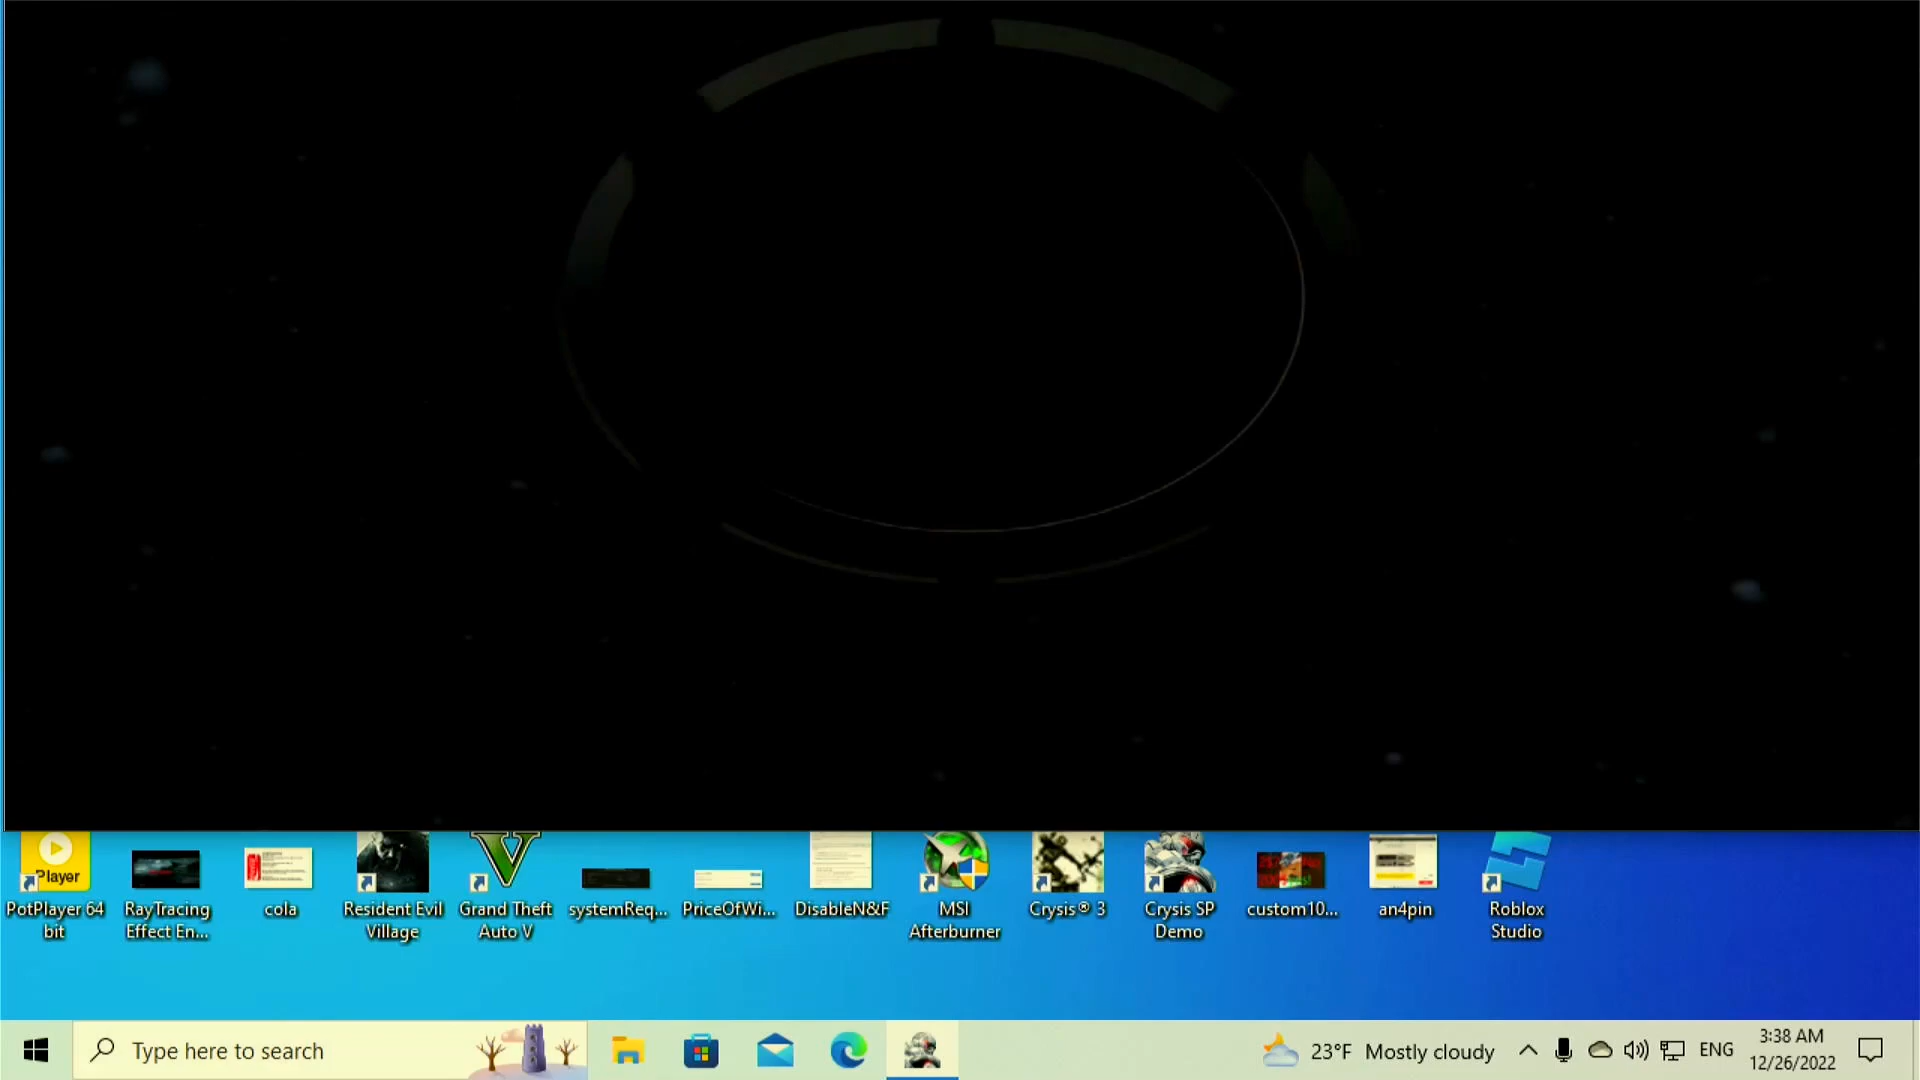 Player
PotPlayer 64
bit
RayTracing
Effect En...
cola
Resident Evil
Village
V
Grand Theft
Auto V
systemReq...
PriceOfWi...
DisableN&F
MSI
Afterburner
Crysis® 3
Crysis SP
Demo
custom10...
an4pin
Roblox
Studio
Type here to search
23°F Mostly cloudy
ENG
3:38 AM
12/26/2022